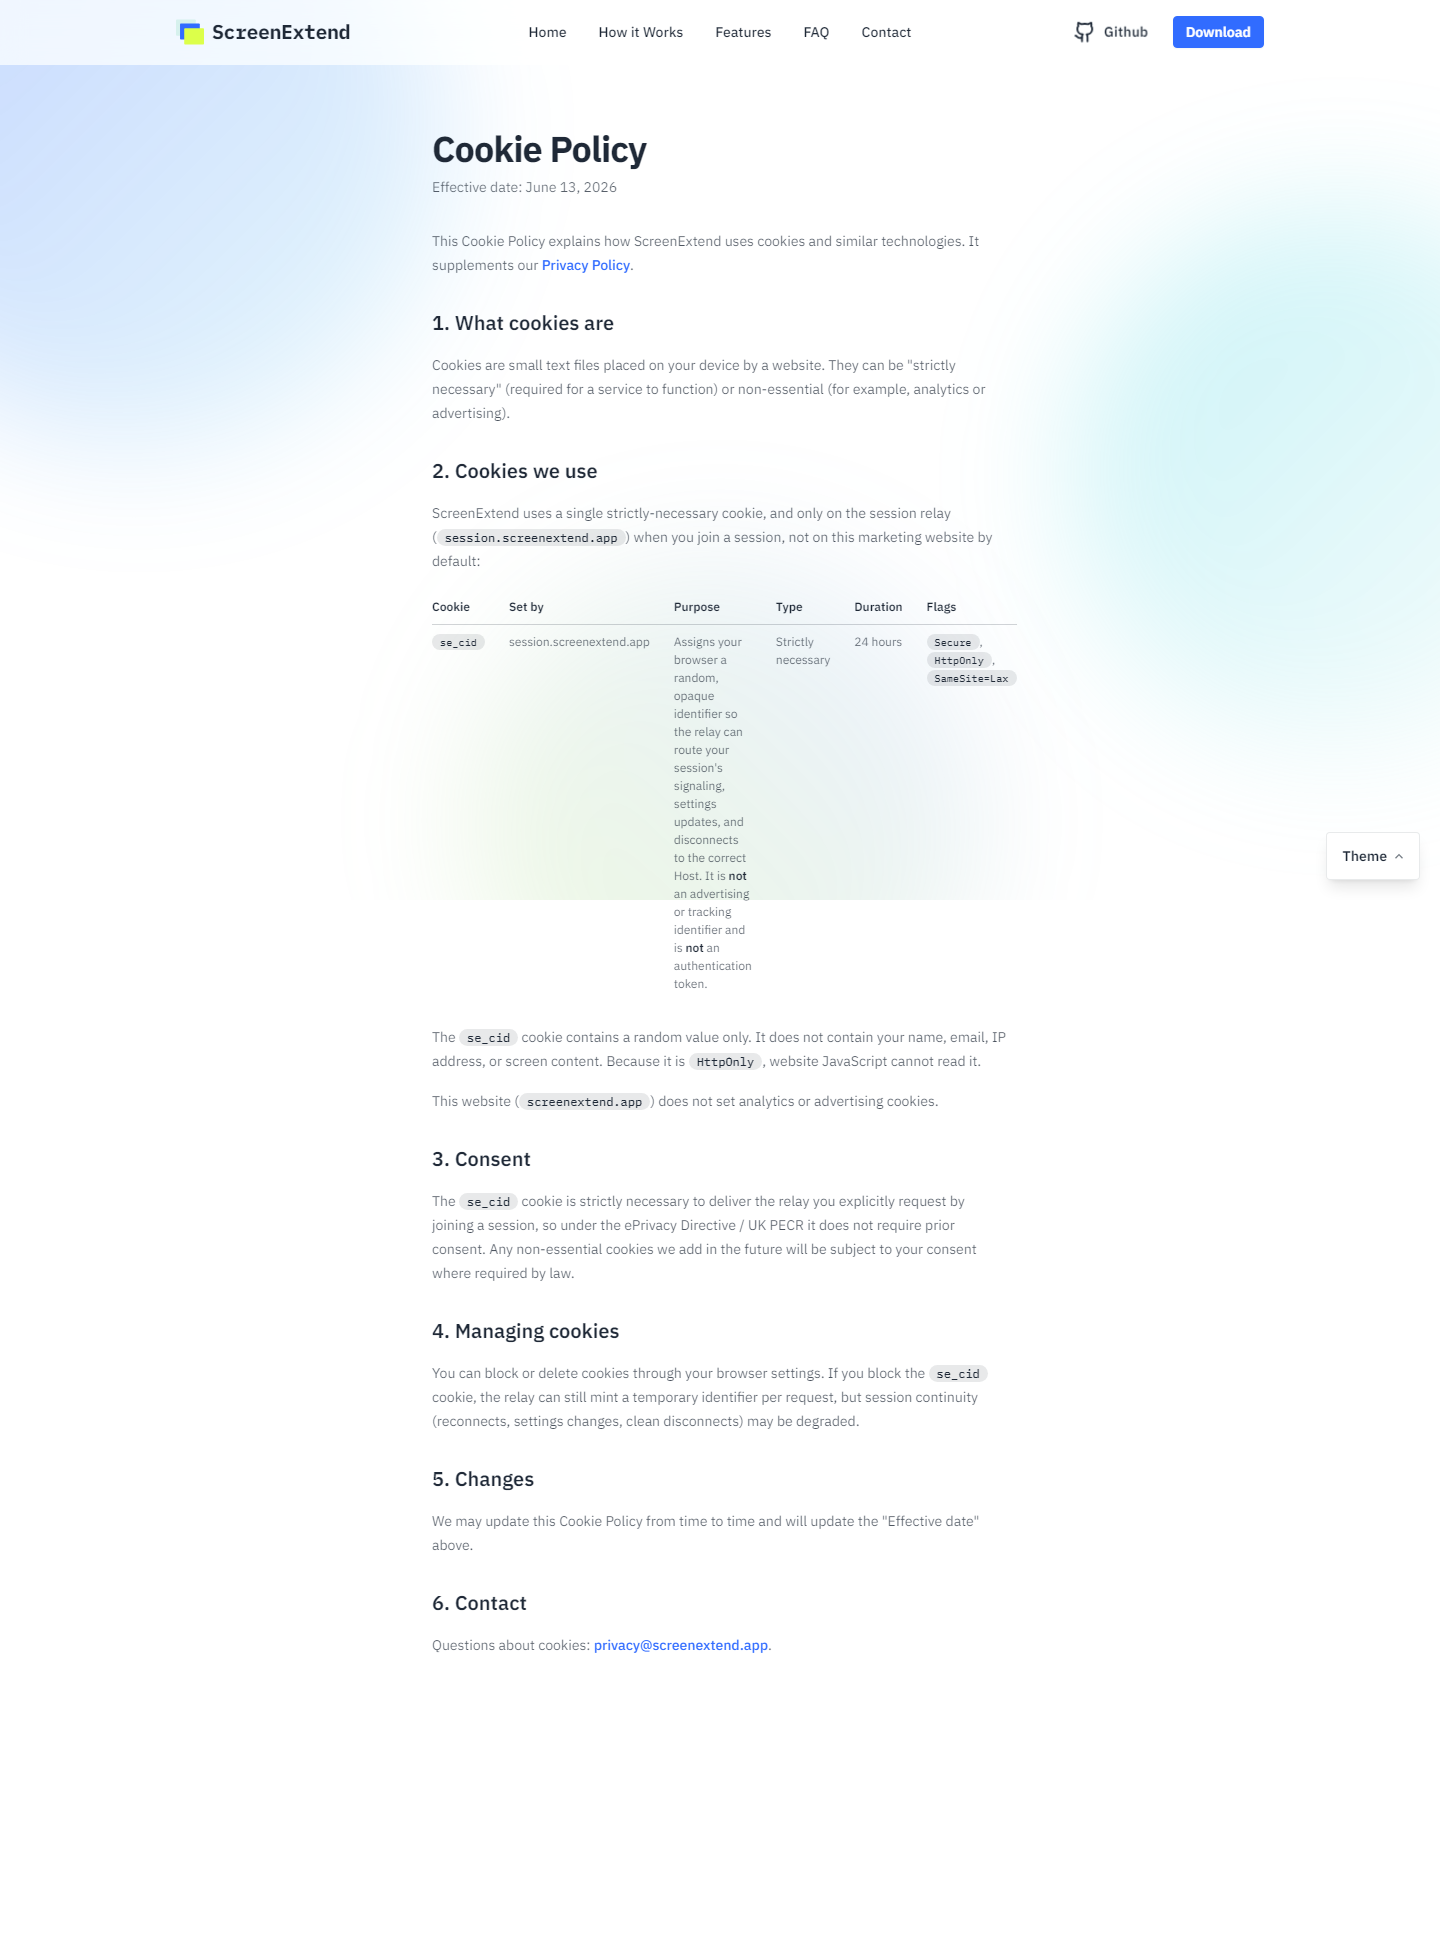 ScreenExtend
Home How it Works Features FAQ Contact
Github Download
Cookie Policy
Effective date: June 13, 2026
This Cookie Policy explains how ScreenExtend uses cookies and similar technologies. It
supplements our Privacy Policy.
1. What cookies are
Cookies are small text files placed on your device by a website. They can be "strictly
necessary" (required for a service to function) or non-essential (for example, analytics or
advertising).
2. Cookies we use
ScreenExtend uses a single strictly-necessary cookie, and only on the session relay
(session.screenextend.app) when you join a session, not on this marketing website by
default:
Cookie Set by Purpose Type Duration Flags
se_cid
session.screenextend.app
Assigns your
browser a
random,
opaque
identifier so
the relay can
route your
session's
signaling,
settings
updates, and
disconnects
to the correct
Host. It is not
an advertising
or tracking
identifier and
is not an
authentication
token.
Strictly
necessary
24 hours
Secure,
HttpOnly,
SameSite=Lax
Theme
The se_cid cookie contains a random value only. It does not contain your name, email, IP
address, or screen content. Because it is HttpOnly, website JavaScript cannot read it.
This website (screenextend.app) does not set analytics or advertising cookies.
3. Consent
The se_cid cookie is strictly necessary to deliver the relay you explicitly request by
joining a session, so under the ePrivacy Directive / UK PECR it does not require prior
consent. Any non-essential cookies we add in the future will be subject to your consent
where required by law.
4. Managing cookies
You can block or delete cookies through your browser settings. If you block the se_cid
cookie, the relay can still mint a temporary identifier per request, but session continuity
(reconnects, settings changes, clean disconnects) may be degraded.
5. Changes
We may update this Cookie Policy from time to time and will update the "Effective date"
above.
6. Contact
Questions about cookies: privacy@screenextend.app.